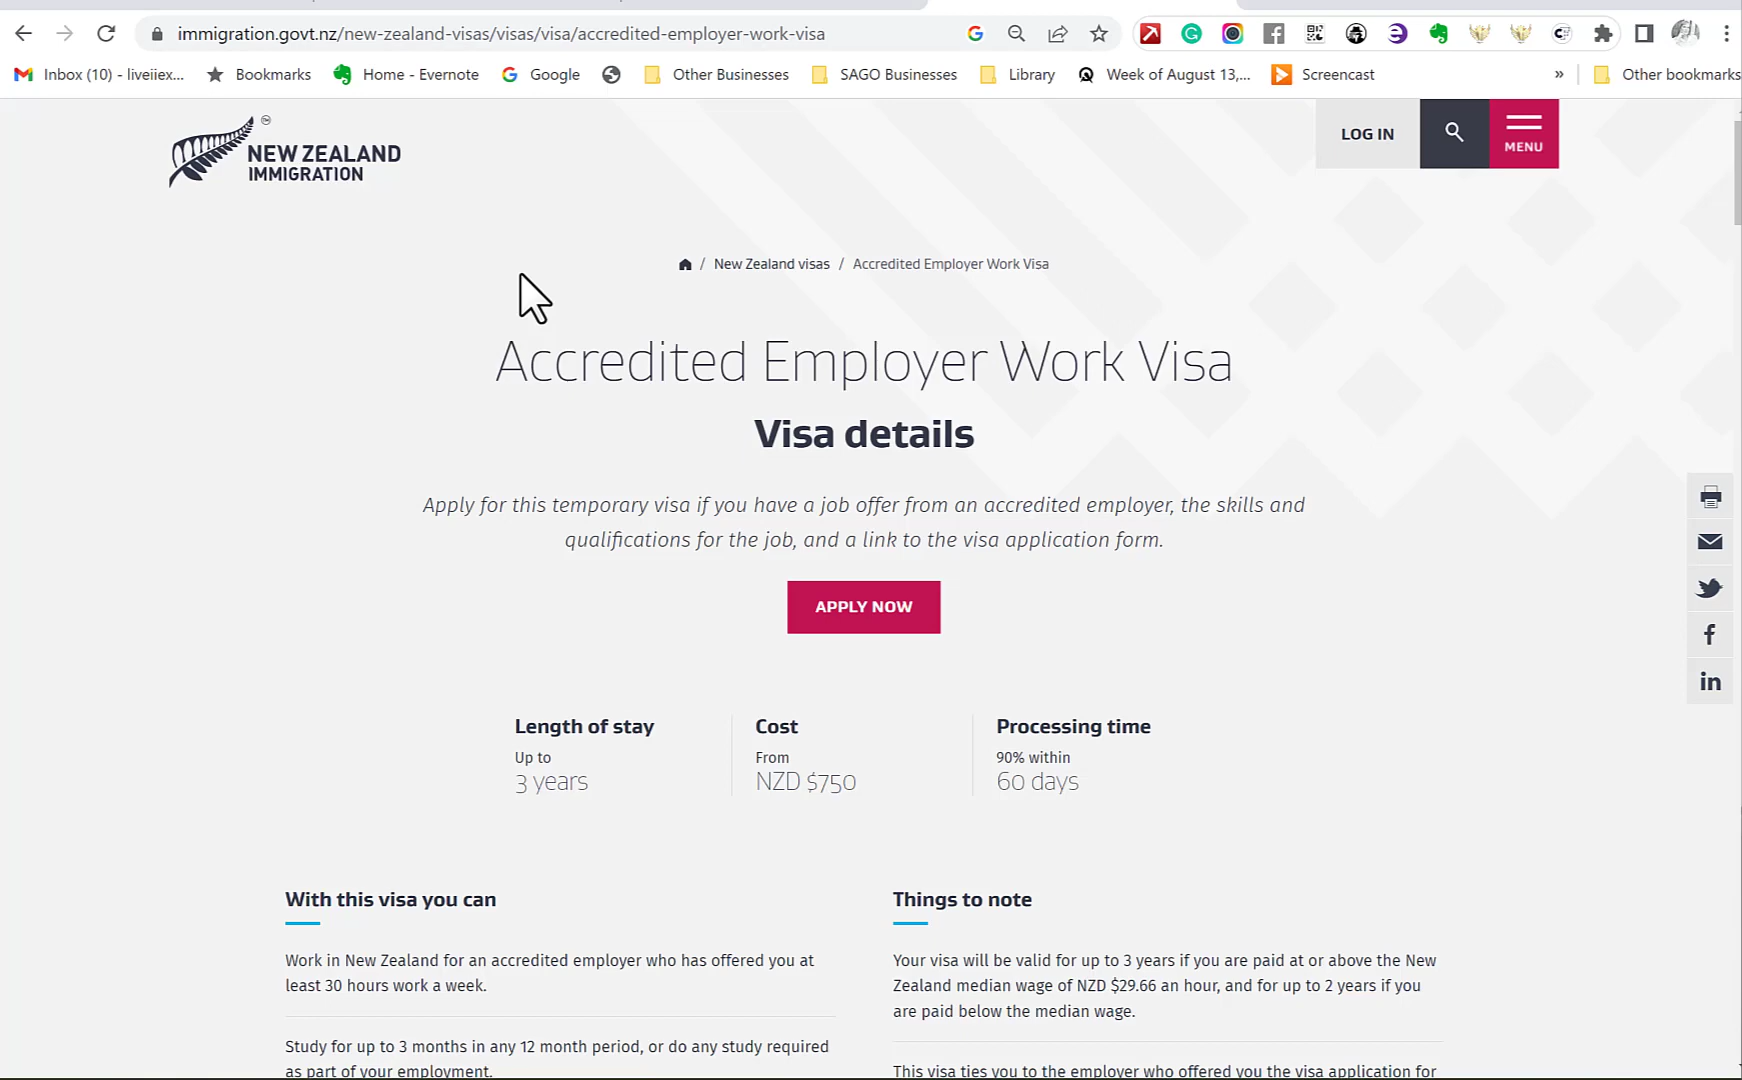 immigration.govt.nz/new-zealand-visas/visas/visa/accredited-employer-work-visa
Inbox (10) - liveiiex...
Bookmarks
Home - Evernote
Google
Other Businesses
SAGO Businesses
Library
Week of August 13,...
Screencast
»
Other bookmarks
NEW ZEALAND
IMMIGRATION
LOG IN
MENU
/ New Zealand visas / Accredited Employer Work Visa
Accredited Employer Work Visa
Visa details
Apply for this temporary visa if you have a job offer from an accredited employer, the skills and
qualifications for the job, and a link to the visa application form.
APPLY NOW
Length of stay
Up to
3 years
Cost
From
NZD $750
Processing time
90% within
60 days
With this visa you can
Work in New Zealand for an accredited employer who has offered you at
least 30 hours work a week.
Study for up to 3 months in any 12 month period, or do any study required
as part of your employment.
Things to note
Your visa will be valid for up to 3 years if you are paid at or above the New
Zealand median wage of NZD $29.66 an hour, and for up to 2 years if you
are paid below the median wage.
This visa ties you to the employer who offered you the visa application for